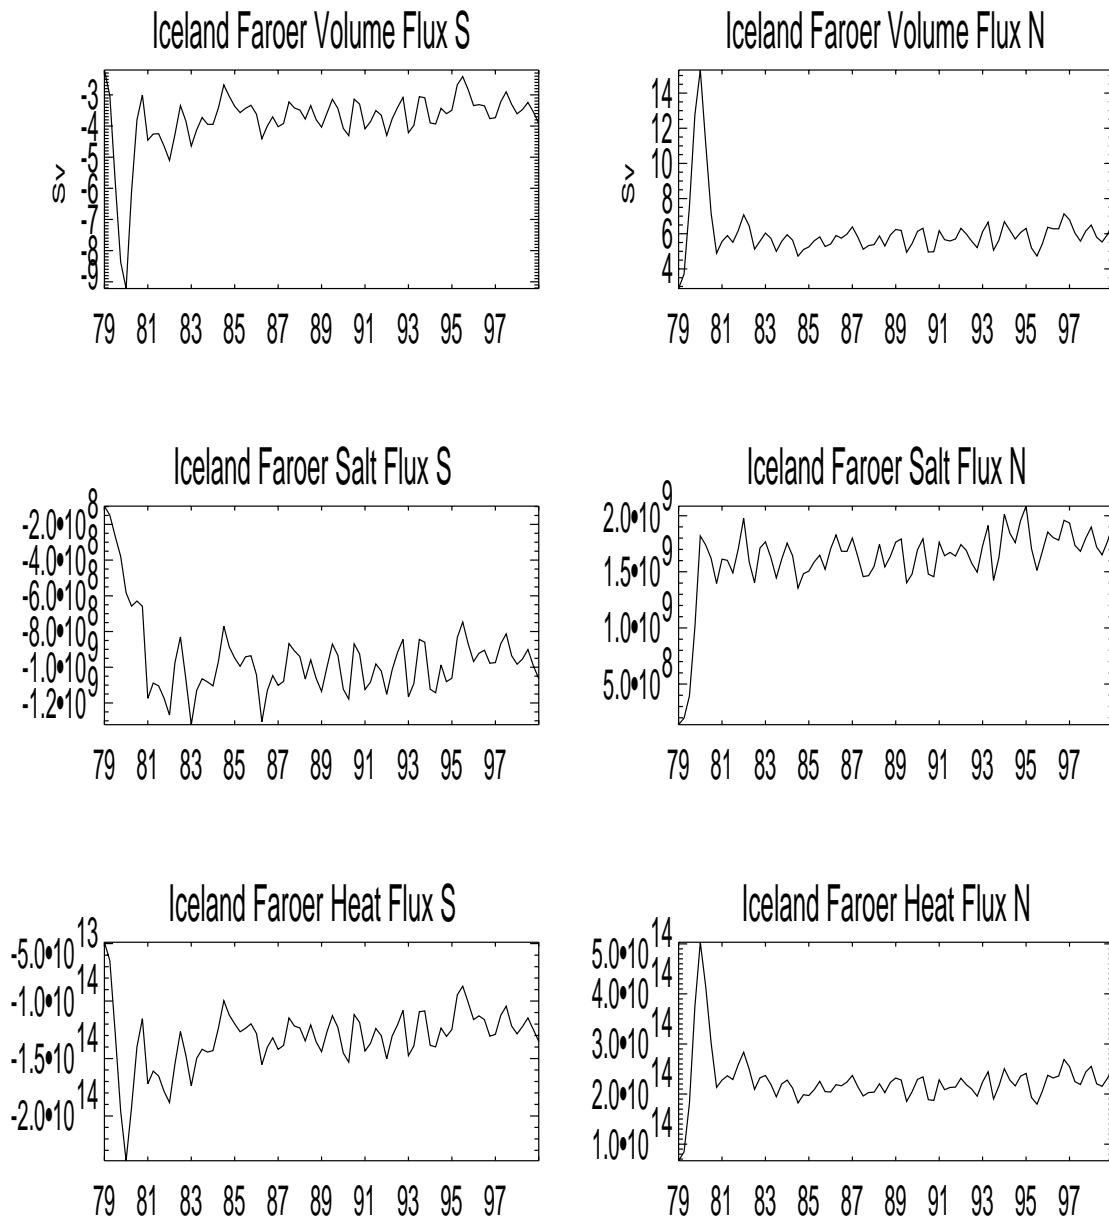 Iceland Faroer Volume Flux S
-3
-4
-5
-6
-7
-8
-9
Sv
79 81 83 85 87 89 91 93 95 97
Iceland Faroer Volume Flux N
14
12
10
8
6
4
Sv
79 81 83 85 87 89 91 93 95 97
Iceland Faroer Salt Flux S
-2.0•10⁸
-4.0•10⁸
-6.0•10⁸
-8.0•10⁸
-1.0•10⁹
-1.2•10⁹
79 81 83 85 87 89 91 93 95 97
Iceland Faroer Salt Flux N
2.0•10⁹
1.5•10⁹
1.0•10⁹
5.0•10⁸
79 81 83 85 87 89 91 93 95 97
Iceland Faroer Heat Flux S
-5.0•10¹³
-1.0•10¹⁴
-1.5•10¹⁴
-2.0•10¹⁴
79 81 83 85 87 89 91 93 95 97
Iceland Faroer Heat Flux N
5.0•10¹⁴
4.0•10¹⁴
3.0•10¹⁴
2.0•10¹⁴
1.0•10¹⁴
79 81 83 85 87 89 91 93 95 97